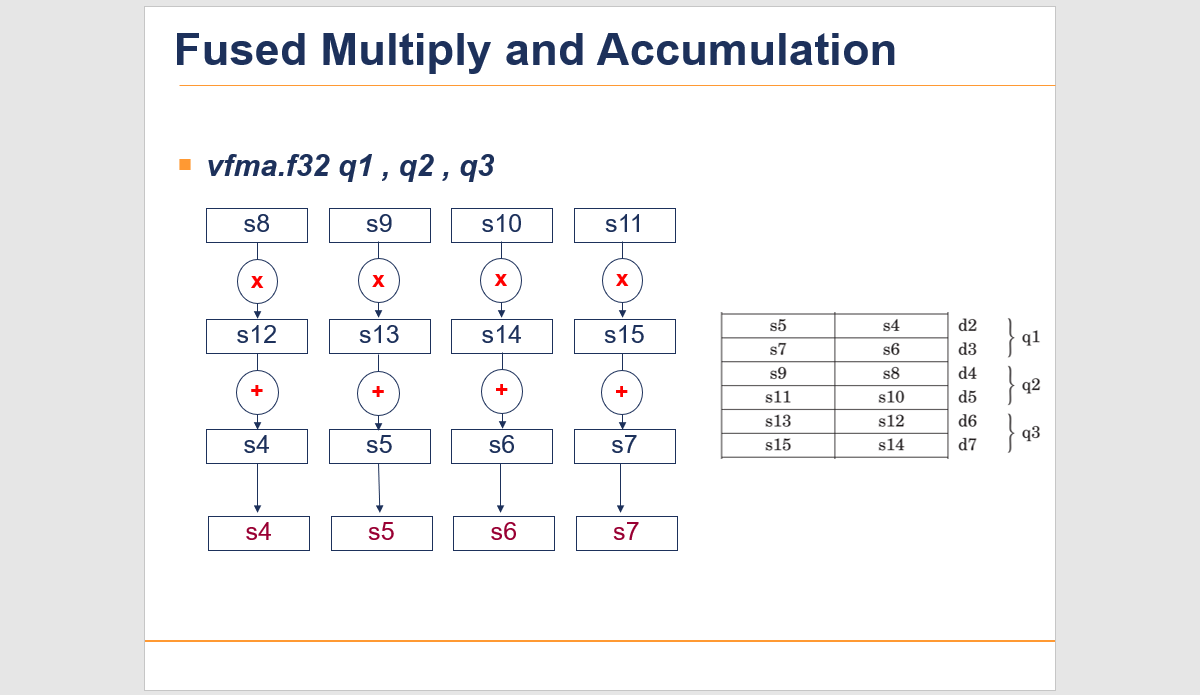 Fused Multiply and Accumulation
vfma.f32 q1 , q2 , q3
s8 s9 s10 s11
x x x x
s12 s13 s14 s15
+ + + +
s4 s5 s6 s7
s4 s5 s6 s7
s5 s4 d2
q1
s7 s6 d3
s9 s8 d4
q2
s11 s10 d5
s13 s12 d6
q3
s15 s14 d7